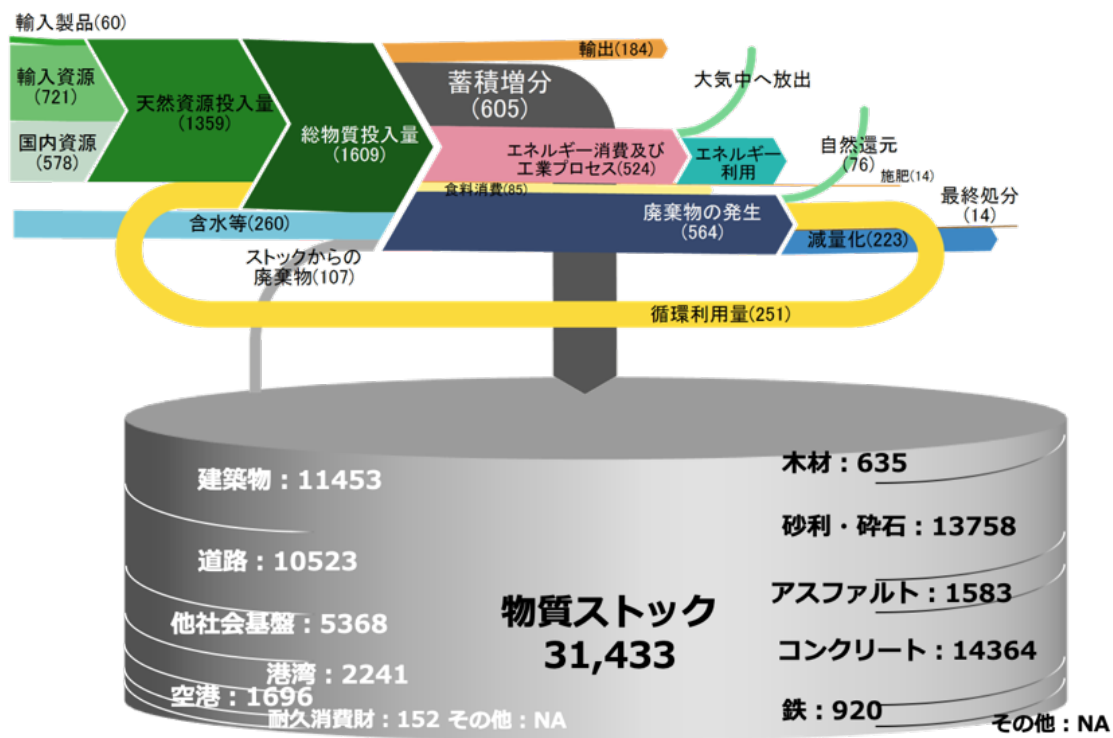 輸入製品(60)
輸入資源
(721)
国内資源
(578)
天然資源投入量
(1359)
総物質投入量
(1609)
輸出(184)
蓄積増分
(605)
エネルギー消費及び
工業プロセス(524)
エネルギー
利用
大気中へ放出
自然還元
(76)
施肥(14)
食料消費(85)
最終処分
(14)
含水等(260)
廃棄物の発生
(564)
減量化(223)
ストックからの
廃棄物(107)
循環利用量(251)
建築物：11453
道路：10523
他社会基盤：5368
港湾：2241
空港：1696
耐久消費財：152 その他：NA
物質ストック
31,433
木材：635
砂利・砕石：13758
アスファルト：1583
コンクリート：14364
鉄：920
その他：NA